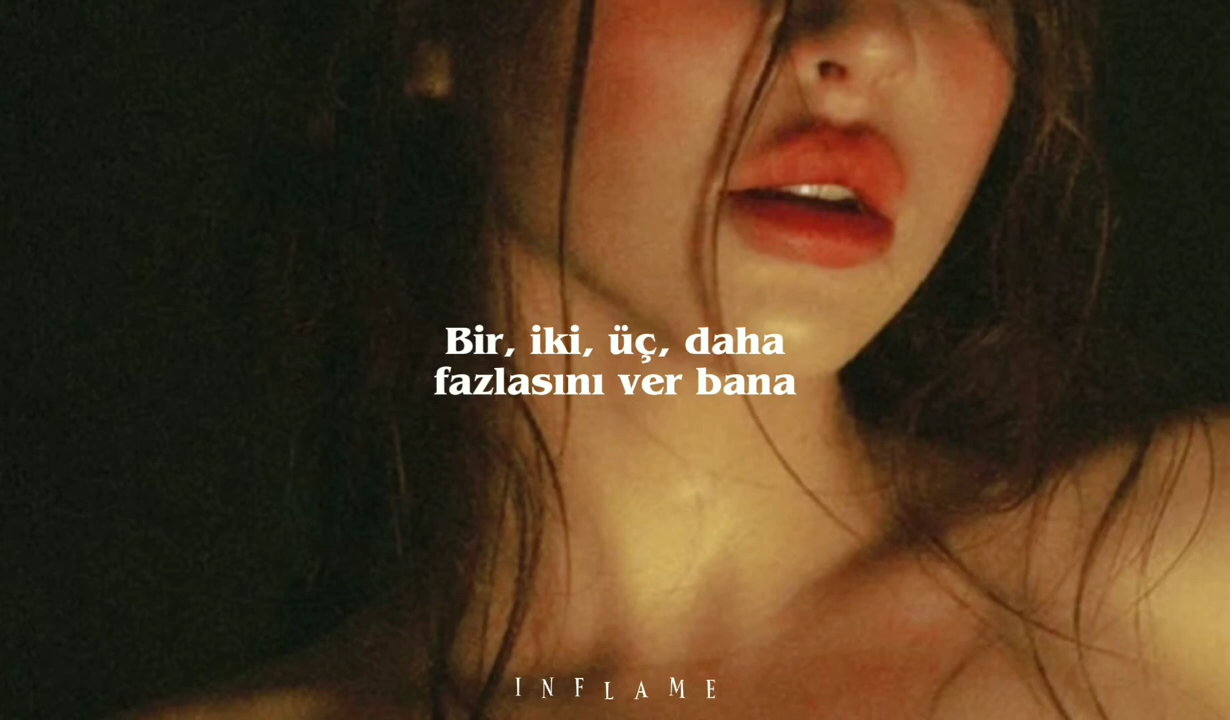 Bir, iki, üç, daha
fazlasını ver bana
INFLAME